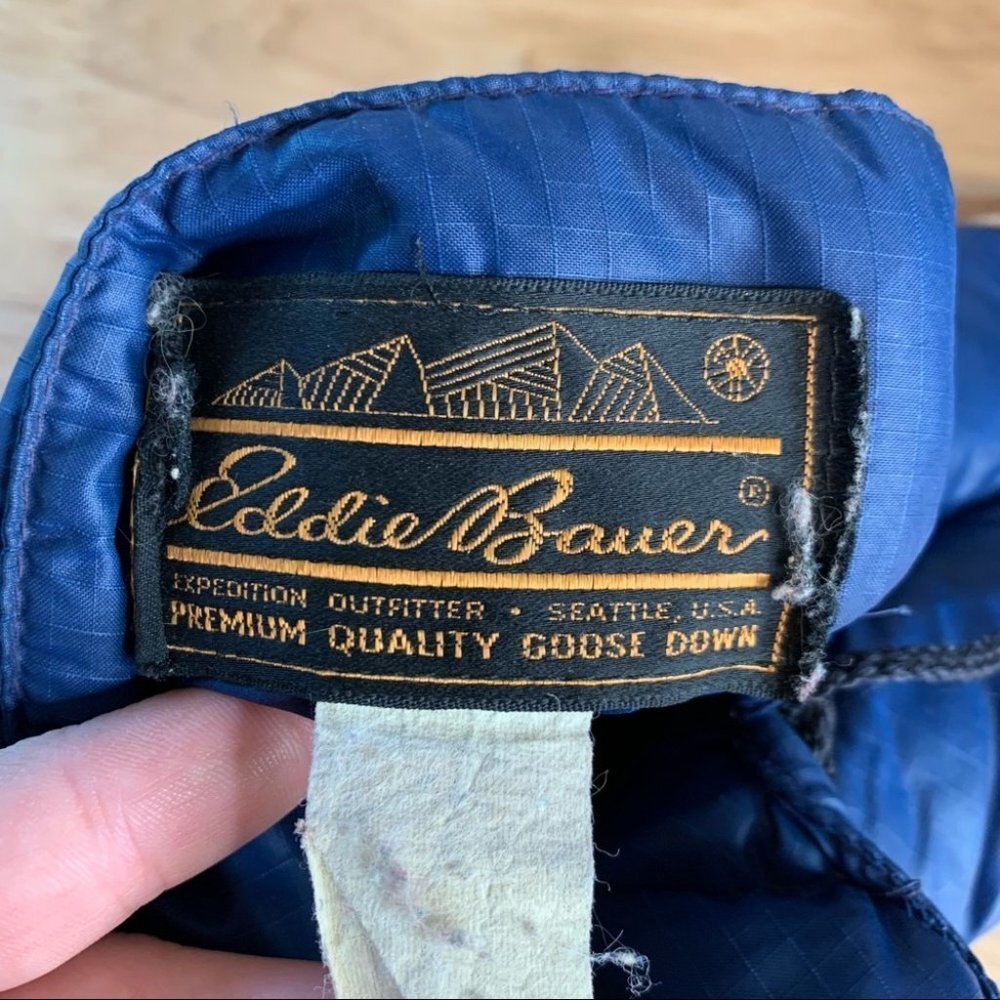 Eddie Bauer ®
EXPEDITION OUTFITTER • SEATTLE, U.S.A.
PREMIUM QUALITY GOOSE DOWN